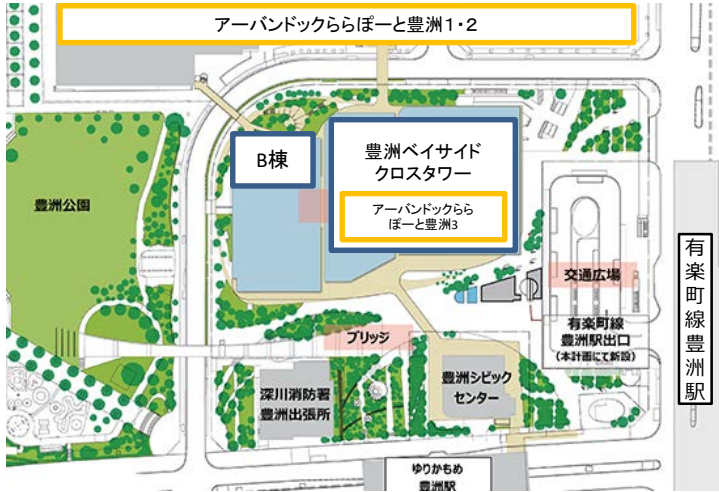 アーバンドックららぽーと豊洲1・2
B棟
豊洲ベイサイド
クロスタワー
アーバンドックらら
ぽーと豊洲3
豊洲公園
交通広場
有楽町線
豊洲駅出口
(本計画にて新設)
有楽町線豊洲駅
ブリッジ
豊洲シビック
センター
深川消防署
豊洲出張所
ゆりかもめ
豊洲駅